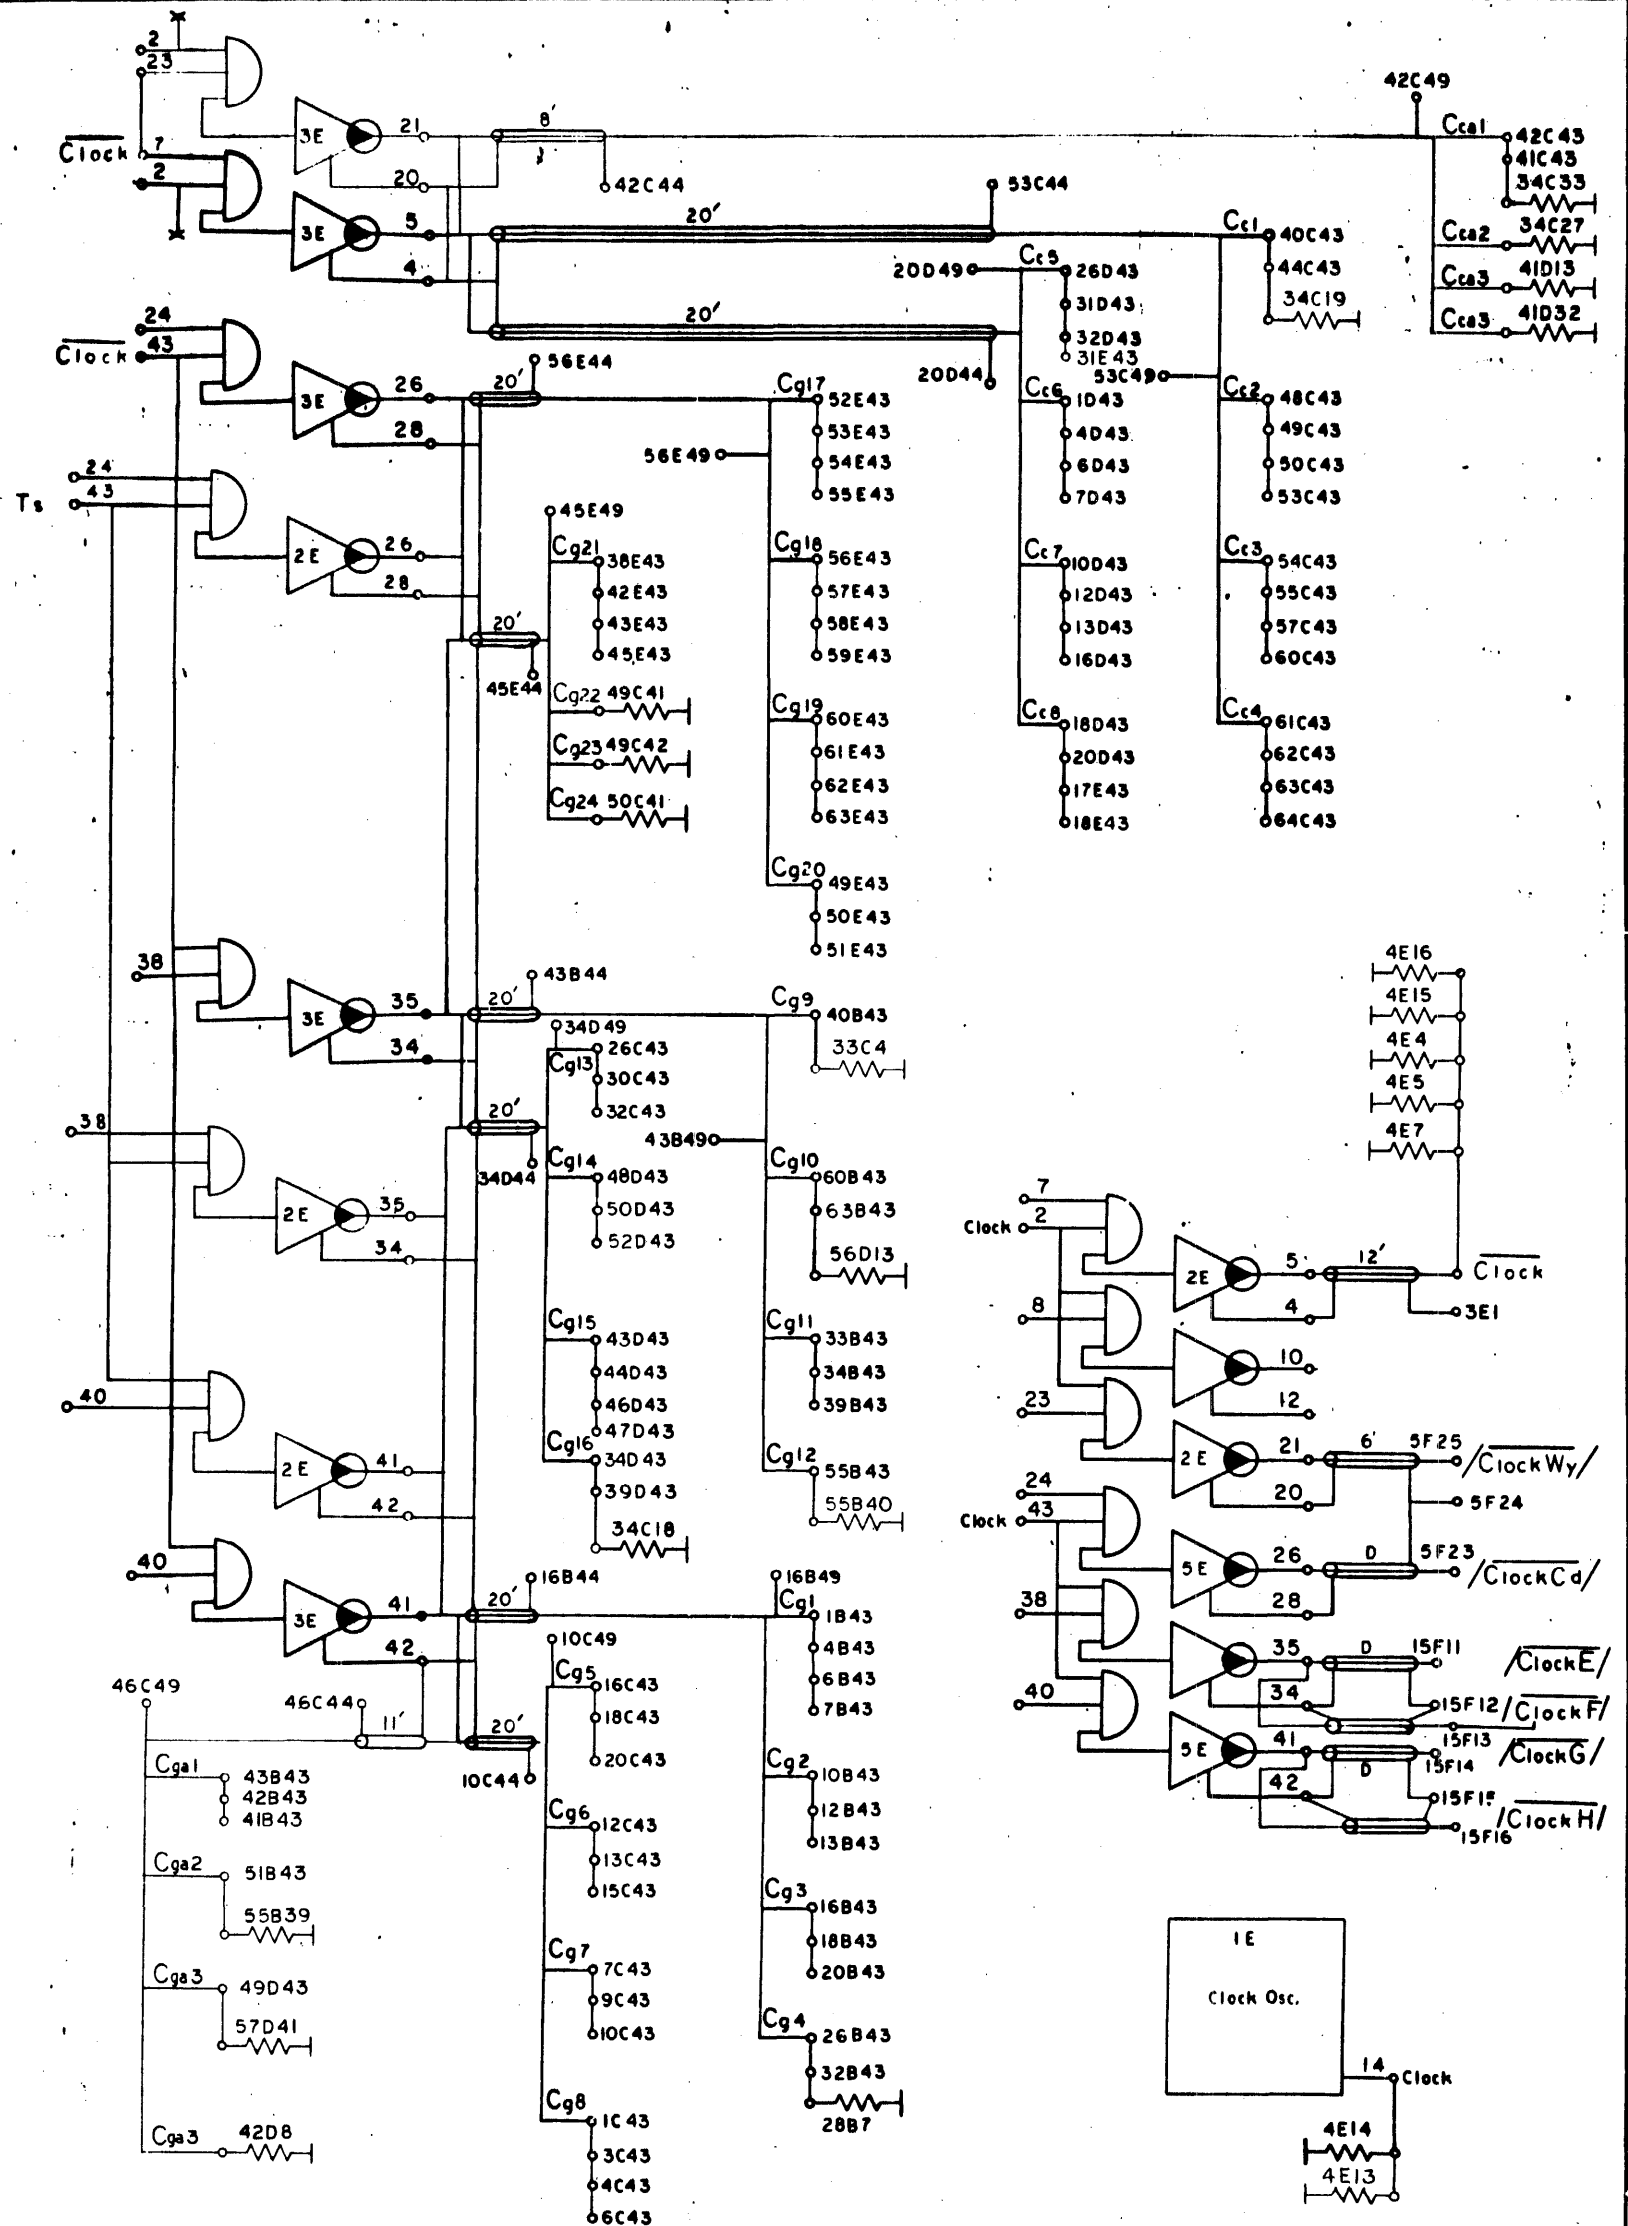 2
23
42C49
3E
21
8'
Cca1
42C43
Clock
7
41C43
2
20
42C44
53C44
34C33
3E
5
20'
Cc1
40C43
Cca2
34C27
4
20D49
Cc5
26D43
44C43
Cca3
41D13
24
31D43
34C19
Cca3
41D32
20'
Clock
43
32D43
56E44
31E43
53C49
3E
26
20'
20D44
Cg17
52E43
Cc6
1D43
Cc2
48C43
28
53E43
4D43
49C43
56E49
24
54E43
6D43
50C43
Ts
43
55E43
7D43
53C43
45E49
2E
26
Cg21
38E43
Cg18
56E43
Cc7
10D43
Cc3
54C43
28
42E43
57E43
12D43
55C43
20'
43E43
58E43
13D43
57C43
45E43
59E43
16D43
60C43
45E44
Cg22
49C41
Cg19
60E43
Cc8
18D43
Cc4
61C43
Cg23
49C42
61E43
20D43
62C43
Cg24
50C41
62E43
17E43
63C43
63E43
18E43
64C43
Cg20
49E43
50E43
51E43
38
43B44
4E16
3E
35
20'
Cg9
40B43
4E15
34D49
34
Cg13
26C43
33C4
4E4
30C43
20'
32C43
4E5
38
43B49
4E7
34D44
Cg14
48D43
Cg10
60B43
7
2E
35
50D43
63B43
Clock
2
34
52D43
56D13
2E
5
12'
Clock
8
4
3E1
Cg15
43D43
Cg11
33B43
44D43
34B43
10
40
46D43
39B43
23
12
47D43
2E
41
Cg16
34D43
Cg12
55B43
2E
21
6'
5F25
/ClockWy/
42
39D43
55B40
24
20
5F24
34C18
Clock
43
40
16B44
16B49
5E
26
D
5F23
/ClockCd/
3E
41
20'
Cg1
1B43
38
28
42
10C49
4B43
35
D
15F11
/ClockE/
46C49
46C44
Cg5
16C43
6B43
40
34
15F12
/ClockF/
11'
20'
18C43
7B43
15F13
10C44
20C43
5E
41
D
15F14
/ClockG/
Cga1
43B43
Cg2
10B43
42
15F15
42B43
12B43
15F16
/ClockH/
41B43
Cg6
12C43
13B43
Cga2
51B43
13C43
15C43
Cg3
16B43
55B39
18B43
1E
Cg7
7C43
20B43
Cga3
49D43
9C43
Clock Osc.
57D41
10C43
Cg4
26B43
32B43
14
Clock
Cg8
1C43
28B7
Cga3
42D8
3C43
4E14
4C43
4E13
6C43